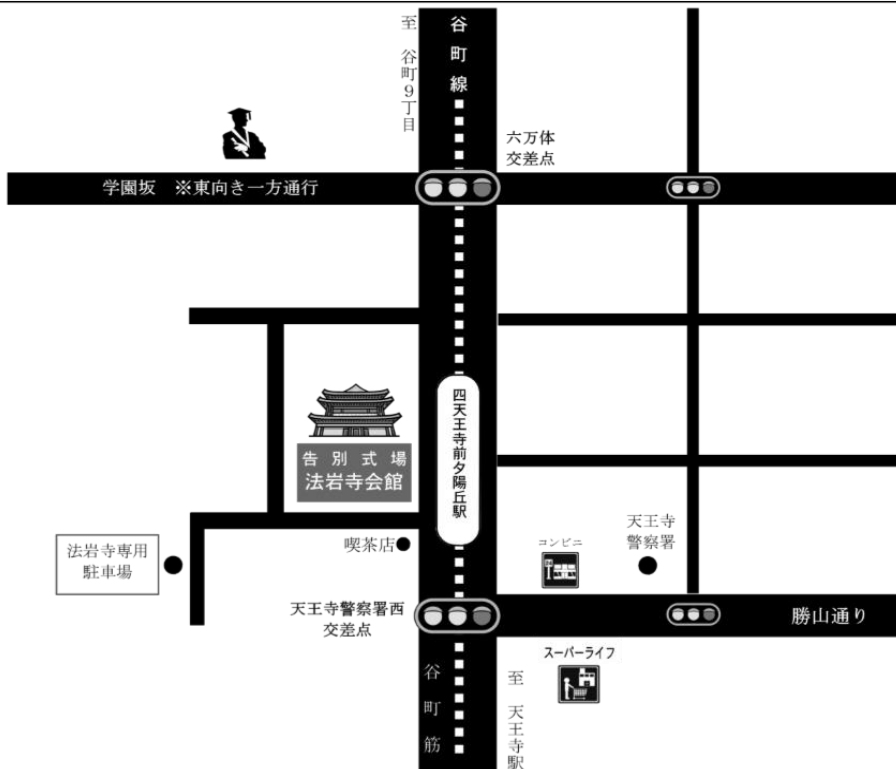 至 谷町9丁目
谷町線
六万体
交差点
学園坂 ※東向き一方通行
四天王寺前夕陽丘駅
告別式場
法岩寺会館
法岩寺専用
駐車場
喫茶店
コンビニ
天王寺
警察署
天王寺警察署西
交差点
勝山通り
スーパーライフ
谷町筋
至 天王寺駅